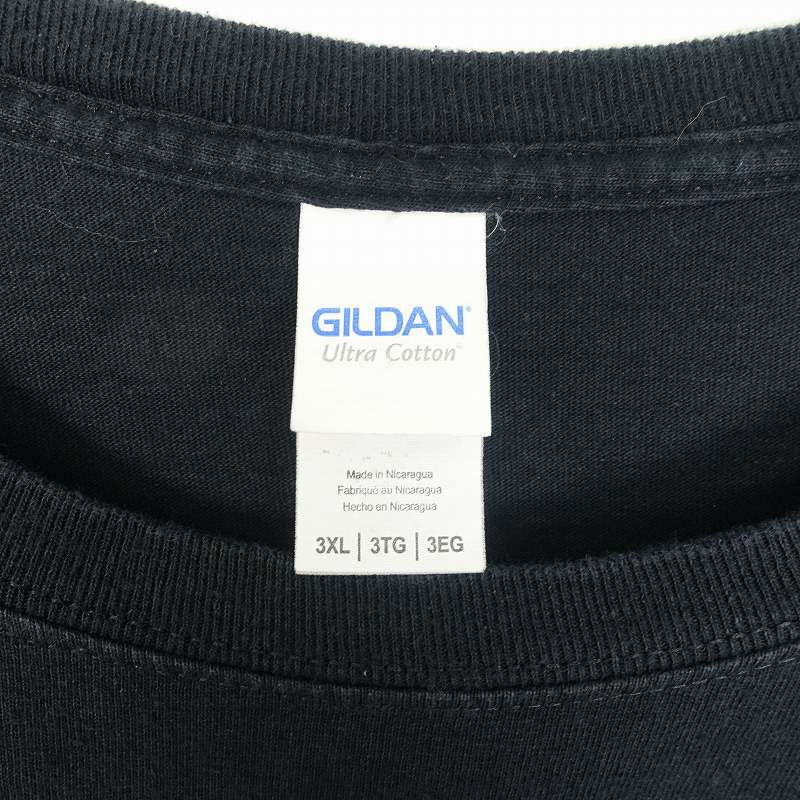 GILDAN®
Ultra Cotton®
Made in Nicaragua
Fabriqué au Nicaragua
Hecho en Nicaragua
3XL | 3TG | 3EG